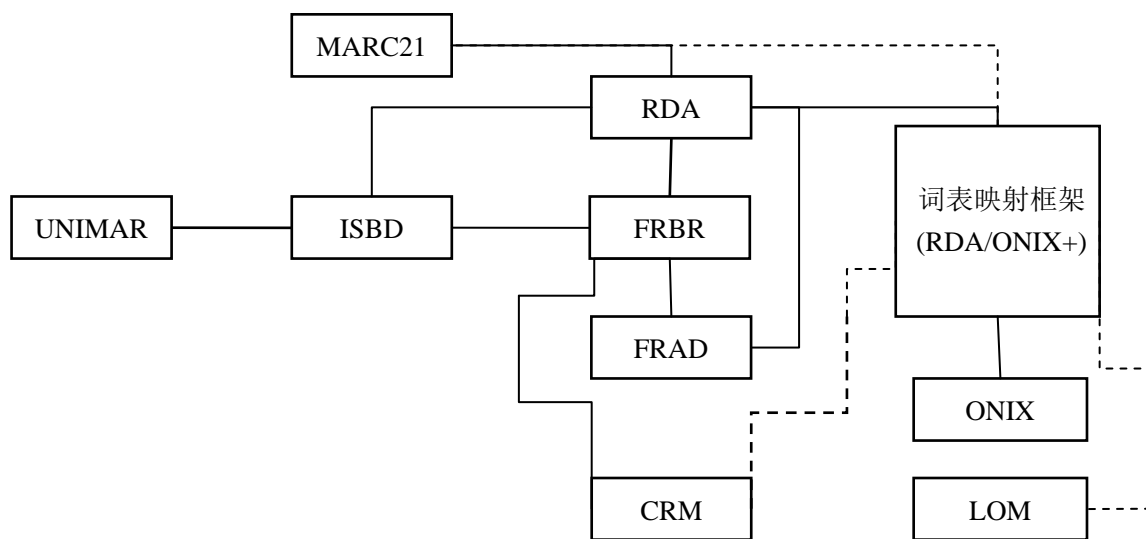 MARC21
RDA
词表映射框架
(RDA/ONIX+)
UNIMAR
ISBD
FRBR
FRAD
ONIX
CRM
LOM